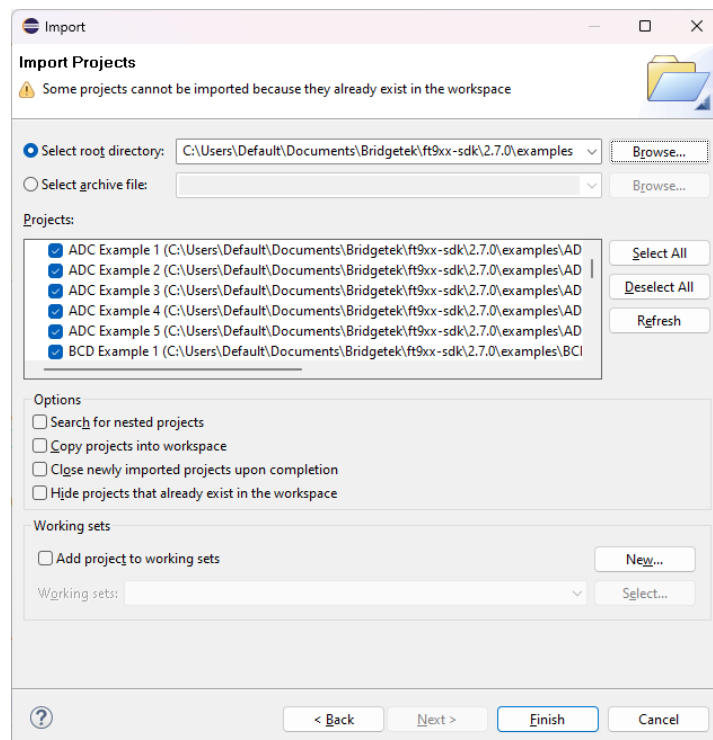 Import
Import Projects
Some projects cannot be imported because they already exist in the workspace
Select root directory: C:\Users\Default\Documents\Bridgetek\ft9xx-sdk\2.7.0\examples Browse...
Select archive file: Browse...
Projects:
ADC Example 1 (C:\Users\Default\Documents\Bridgetek\ft9xx-sdk\2.7.0\examples\AD
ADC Example 2 (C:\Users\Default\Documents\Bridgetek\ft9xx-sdk\2.7.0\examples\AD
ADC Example 3 (C:\Users\Default\Documents\Bridgetek\ft9xx-sdk\2.7.0\examples\AD
ADC Example 4 (C:\Users\Default\Documents\Bridgetek\ft9xx-sdk\2.7.0\examples\AD
ADC Example 5 (C:\Users\Default\Documents\Bridgetek\ft9xx-sdk\2.7.0\examples\AD
BCD Example 1 (C:\Users\Default\Documents\Bridgetek\ft9xx-sdk\2.7.0\examples\BC
Select All
Deselect All
Refresh
Options
Search for nested projects
Copy projects into workspace
Close newly imported projects upon completion
Hide projects that already exist in the workspace
Working sets
Add project to working sets New...
Working sets: Select...
? < Back Next > Finish Cancel